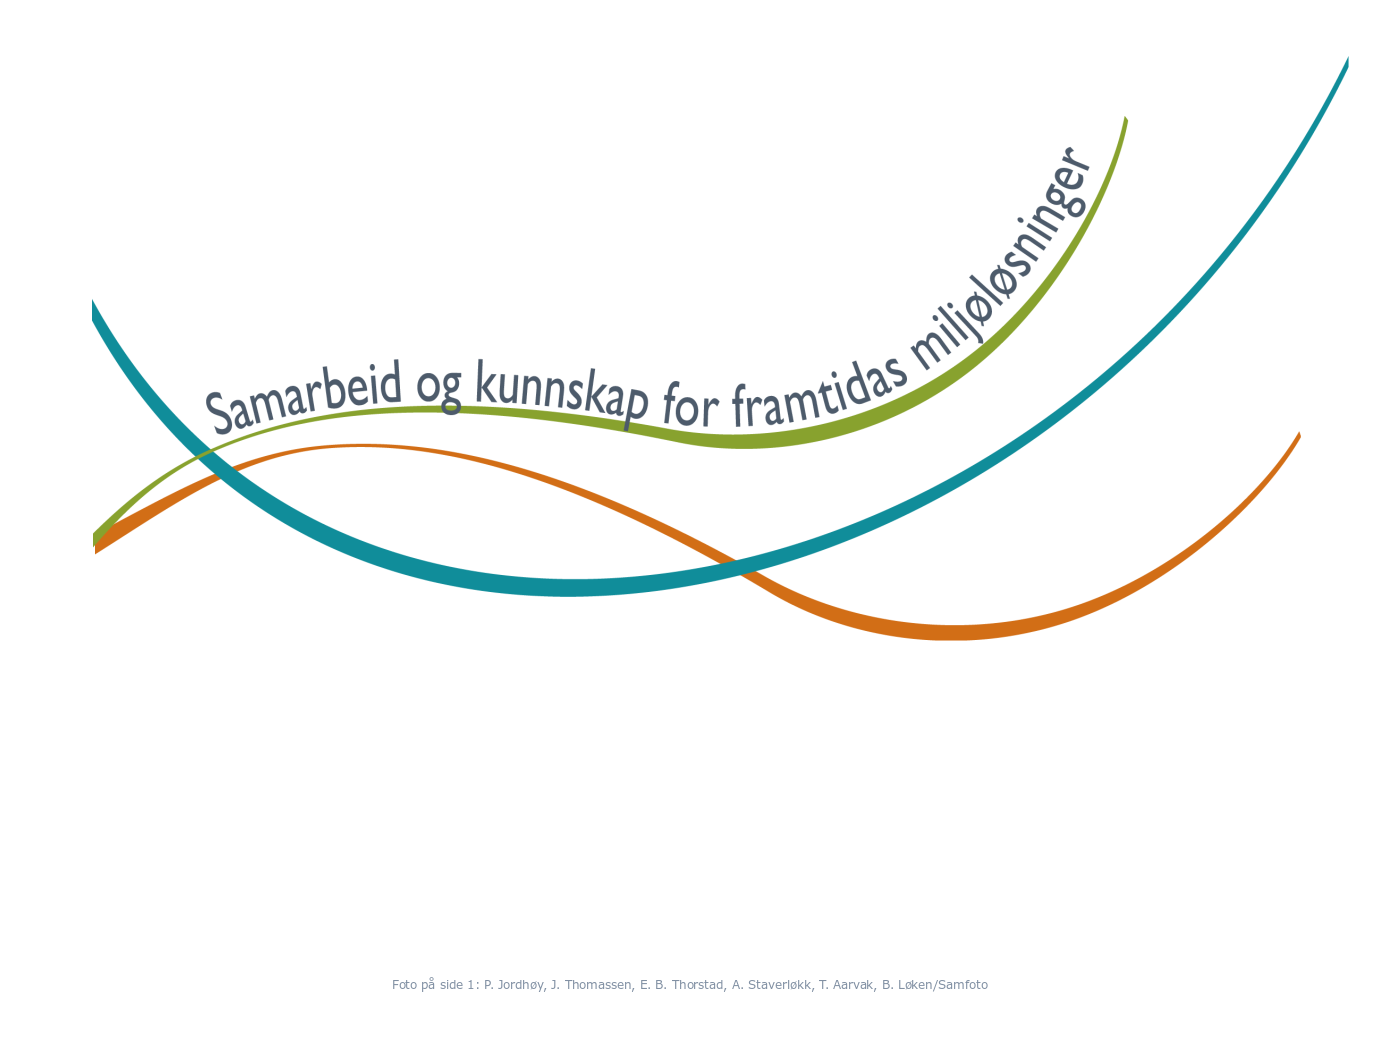 Samarbeid og kunnskap for framtidas miljøløsninger
Foto på side 1: P. Jordhøy, J. Thomassen, E. B. Thorstad, A. Staverløkk, T. Aarvak, B. Løken/Samfoto